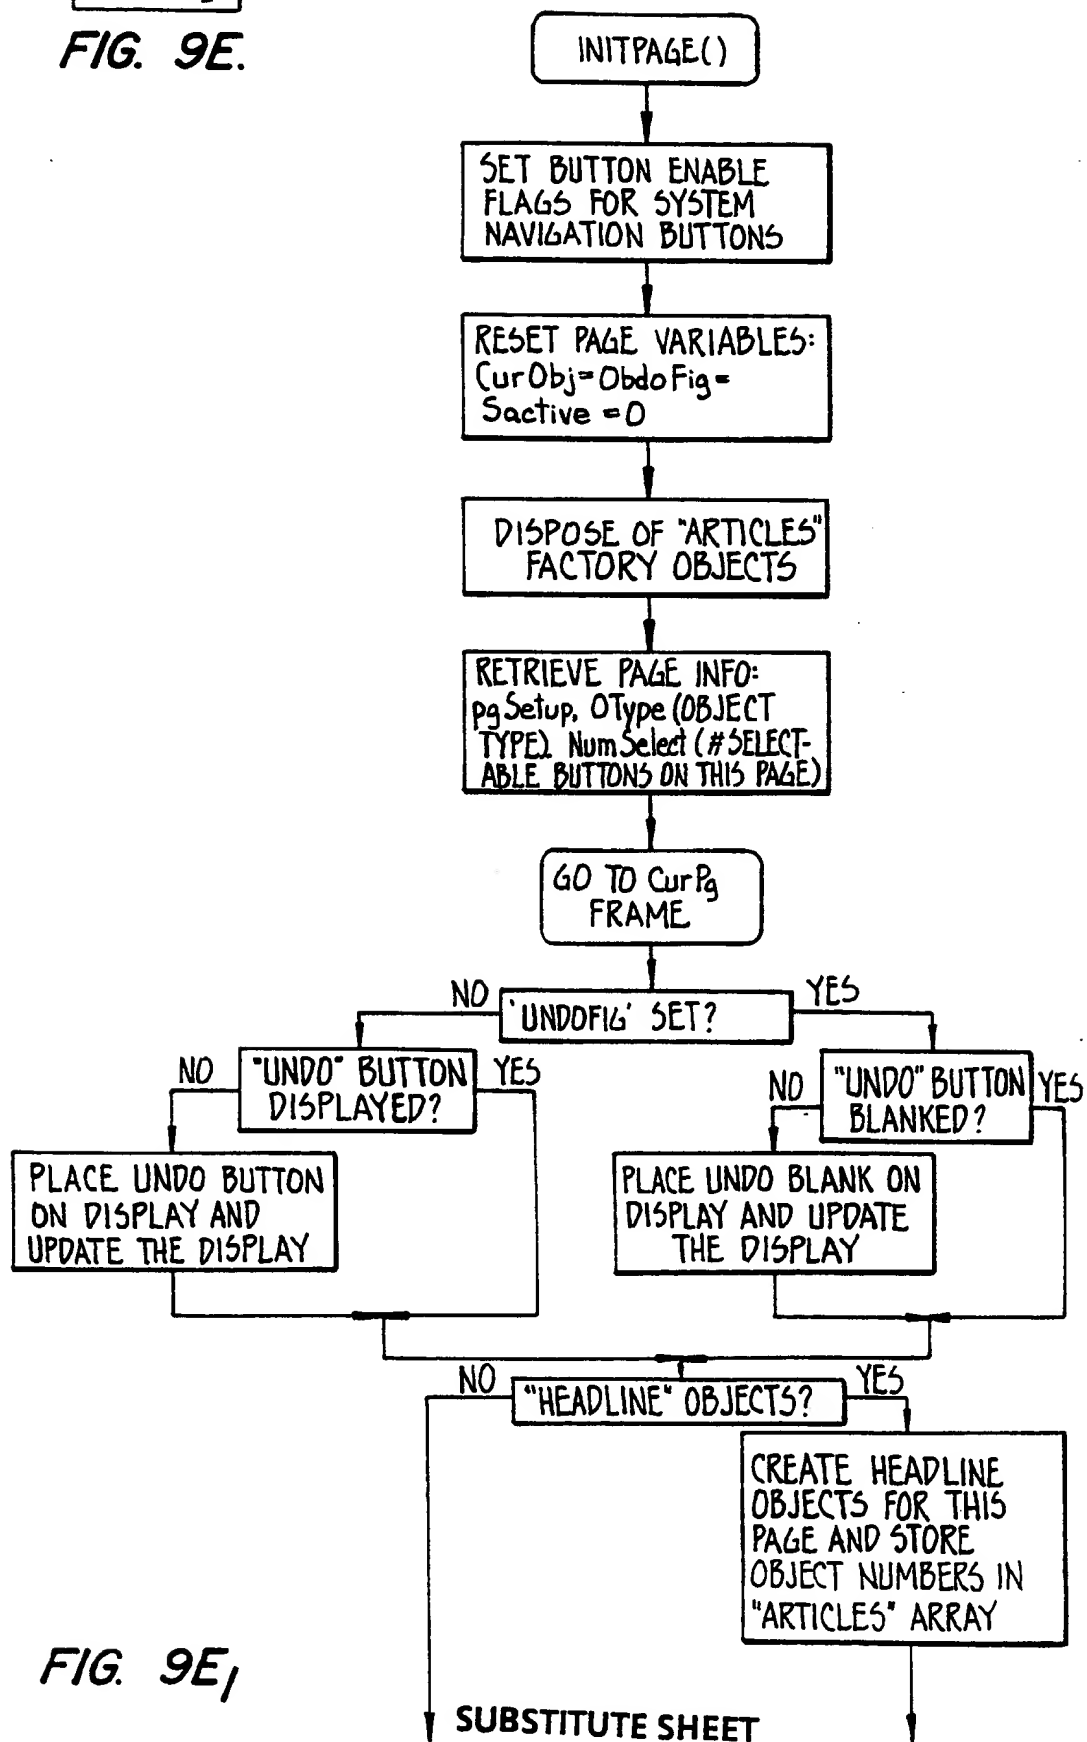 FIG. 9E.
INITPAGE()
SET BUTTON ENABLE
FLAGS FOR SYSTEM
NAVIGATION BUTTONS
RESET PAGE VARIABLES:
CurObj=ObdoFig=
Sactive=0
DISPOSE OF "ARTICLES"
FACTORY OBJECTS
RETRIEVE PAGE INFO:
pgSetup, OType (OBJECT
TYPE). NumSelect (#SELECT-
ABLE BUTTONS ON THIS PAGE)
GO TO CurPg
FRAME
NO
'UNDOFIG' SET?
YES
NO
"UNDO" BUTTON
DISPLAYED?
YES
NO
"UNDO" BUTTON
BLANKED?
YES
PLACE UNDO BUTTON
ON DISPLAY AND
UPDATE THE DISPLAY
PLACE UNDO BLANK ON
DISPLAY AND UPDATE
THE DISPLAY
NO
"HEADLINE" OBJECTS?
YES
CREATE HEADLINE
OBJECTS FOR THIS
PAGE AND STORE
OBJECT NUMBERS IN
"ARTICLES" ARRAY
FIG. 9E1
SUBSTITUTE SHEET